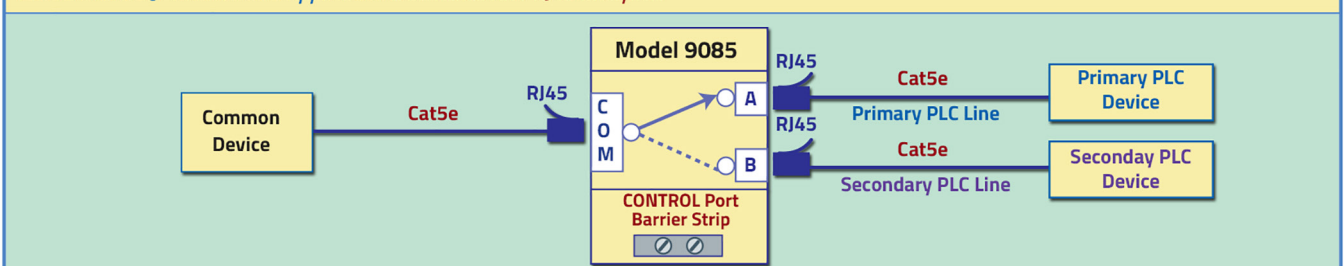 Model 9085
RJ45
Cat5e
Primary PLC
Device
Common
Device
Cat5e
RJ45
C
O
M
A
Primary PLC Line
RJ45
B
Cat5e
Secondary PLC Line
Seconday PLC
Device
CONTROL Port
Barrier Strip